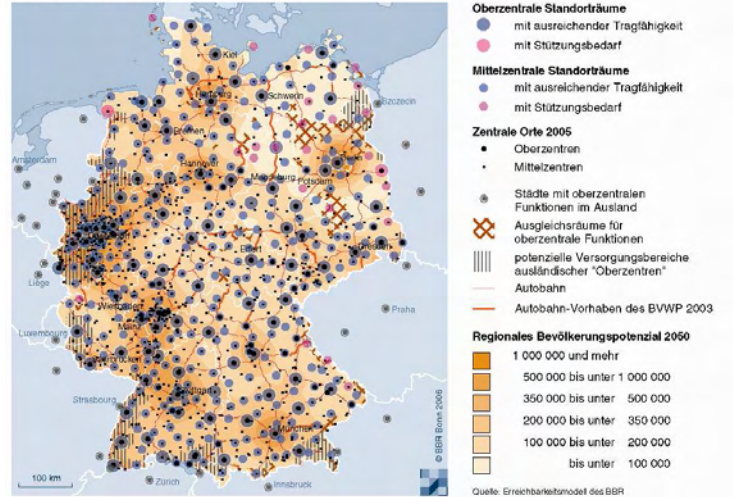 Kiel
Schwerin
Szczecin
Bremen
Amsterdam
Hannover
Magdeburg
Potsdam
Erfurt
Dresden
Liège
Wiesbaden
Mainz
Praha
Luxembourg
Saarbrücken
Strasbourg
Stuttgart
München
Zürich
Innsbruck
100 km
© BBR Bonn 2006
Oberzentrale Standorträume
mit ausreichender Tragfähigkeit
mit Stützungsbedarf
Mittelzentrale Standorträume
mit ausreichender Tragfähigkeit
mit Stützungsbedarf
Zentrale Orte 2005
Oberzentren
Mittelzentren
Städte mit oberzentralen
Funktionen im Ausland
Ausgleichsräume für
oberzentrale Funktionen
potenzielle Versorgungsbereiche
ausländischer "Oberzentren"
Autobahn
Autobahn-Vorhaben des BVWP 2003
Regionales Bevölkerungspotenzial 2050
1 000 000 und mehr
500 000 bis unter 1 000 000
350 000 bis unter 500 000
200 000 bis unter 350 000
100 000 bis unter 200 000
bis unter 100 000
Quelle: Erreichbarkeitsmodell des BBR